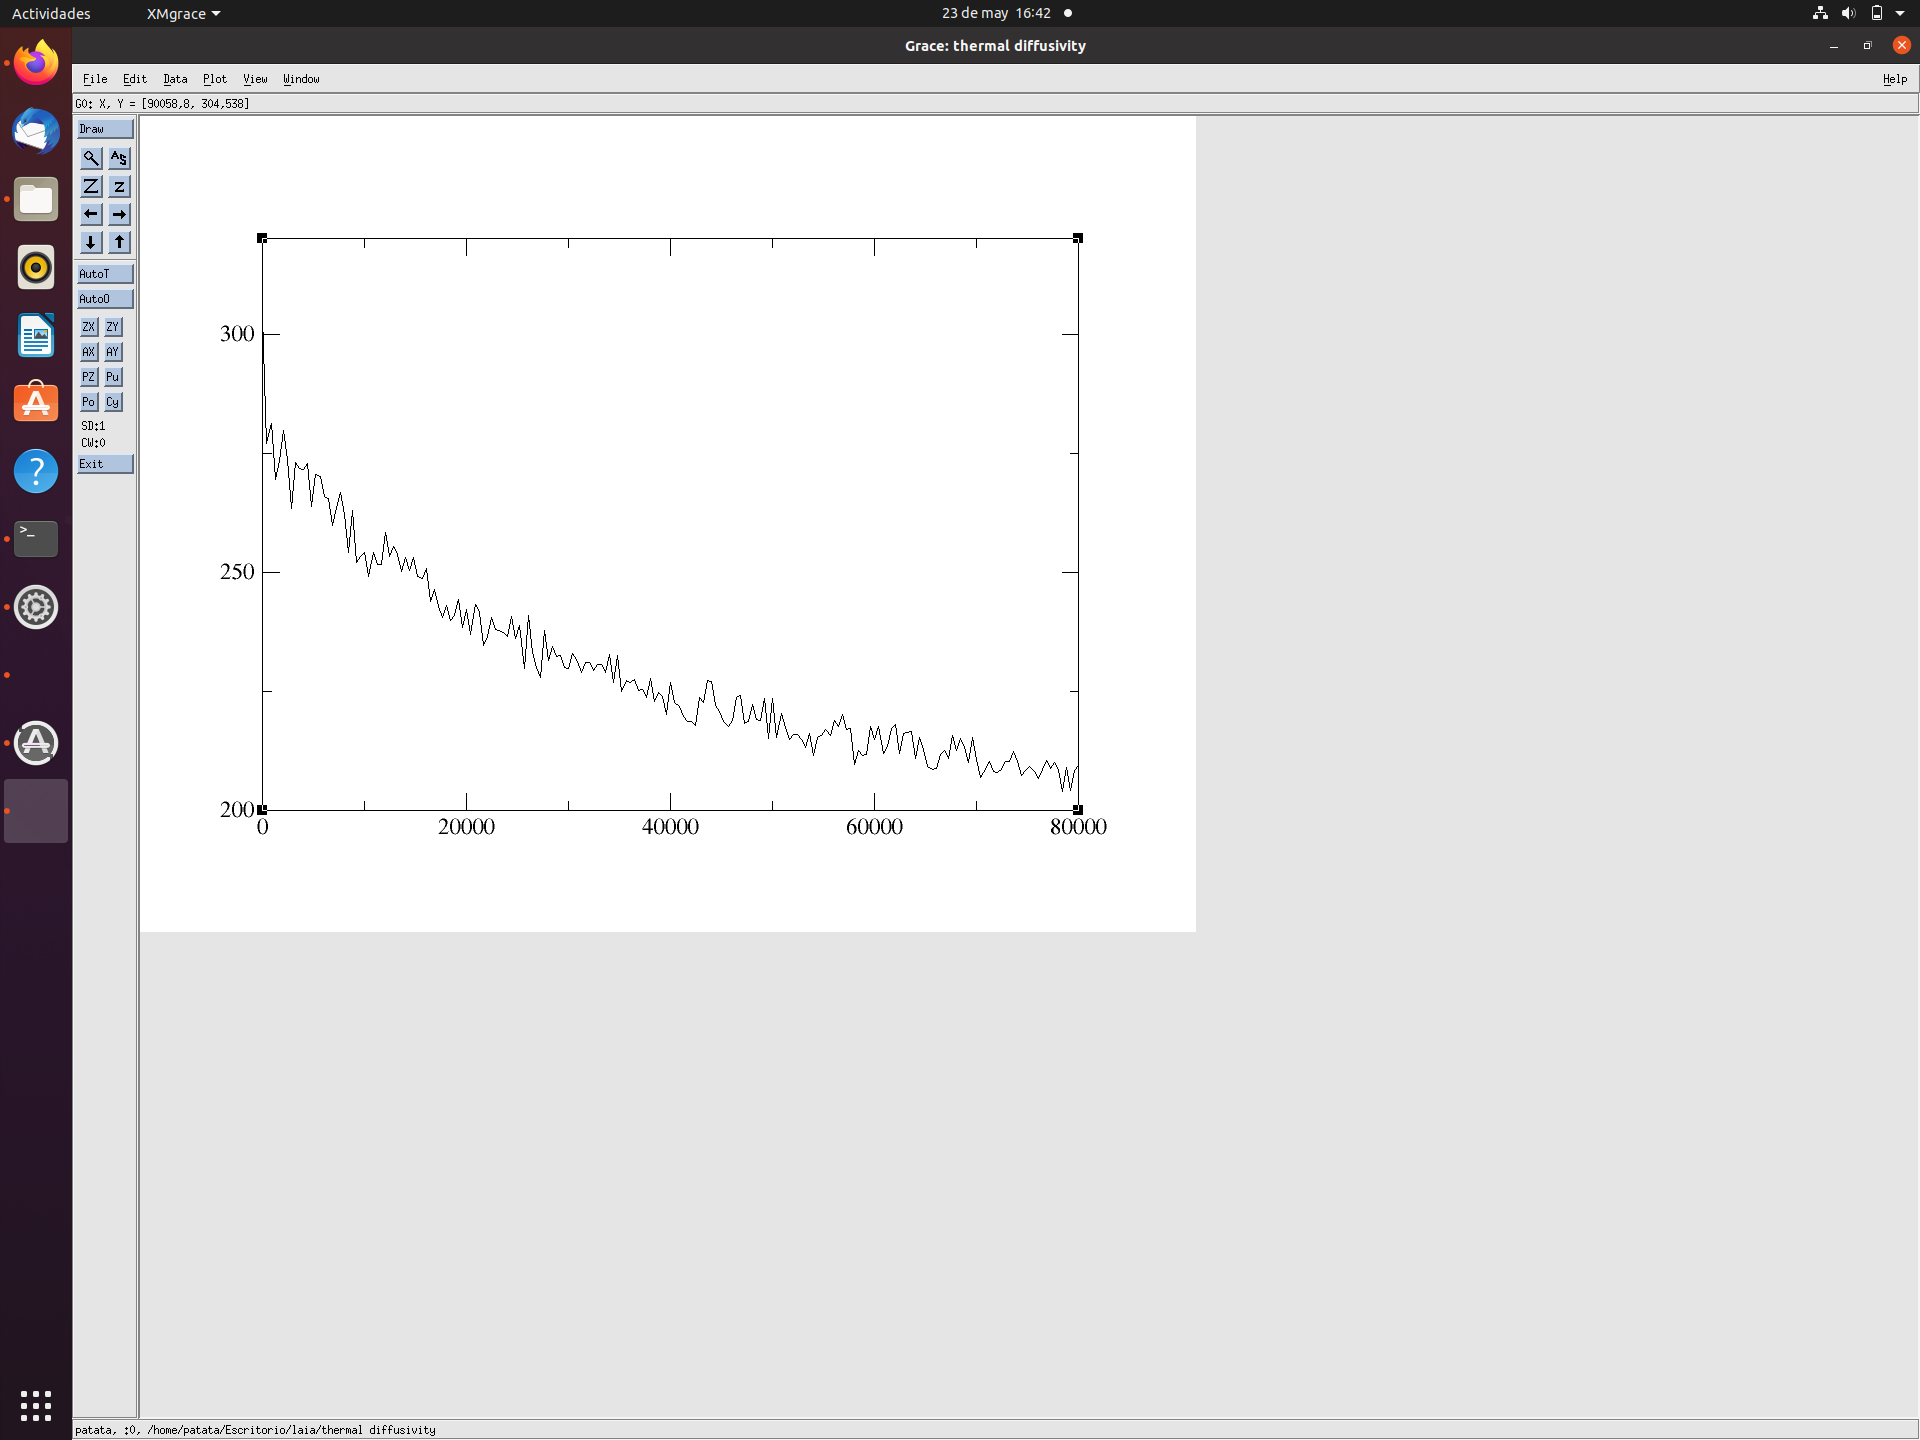 Actividades XMgrace 23 de may 16:42
Grace: thermal diffusivity
File Edit Data Plot View Window Help
G0: X, Y = [90058,8, 304,538]
Draw
AS
Z z
AutoT
AutoO
ZX ZY
AX AY
PZ Pu
Po Cy
SD:1
CW:0
Exit
300
250
200
0 20000 40000 60000 80000
patata, :0, /home/patata/Escritorio/laia/thermal diffusivity